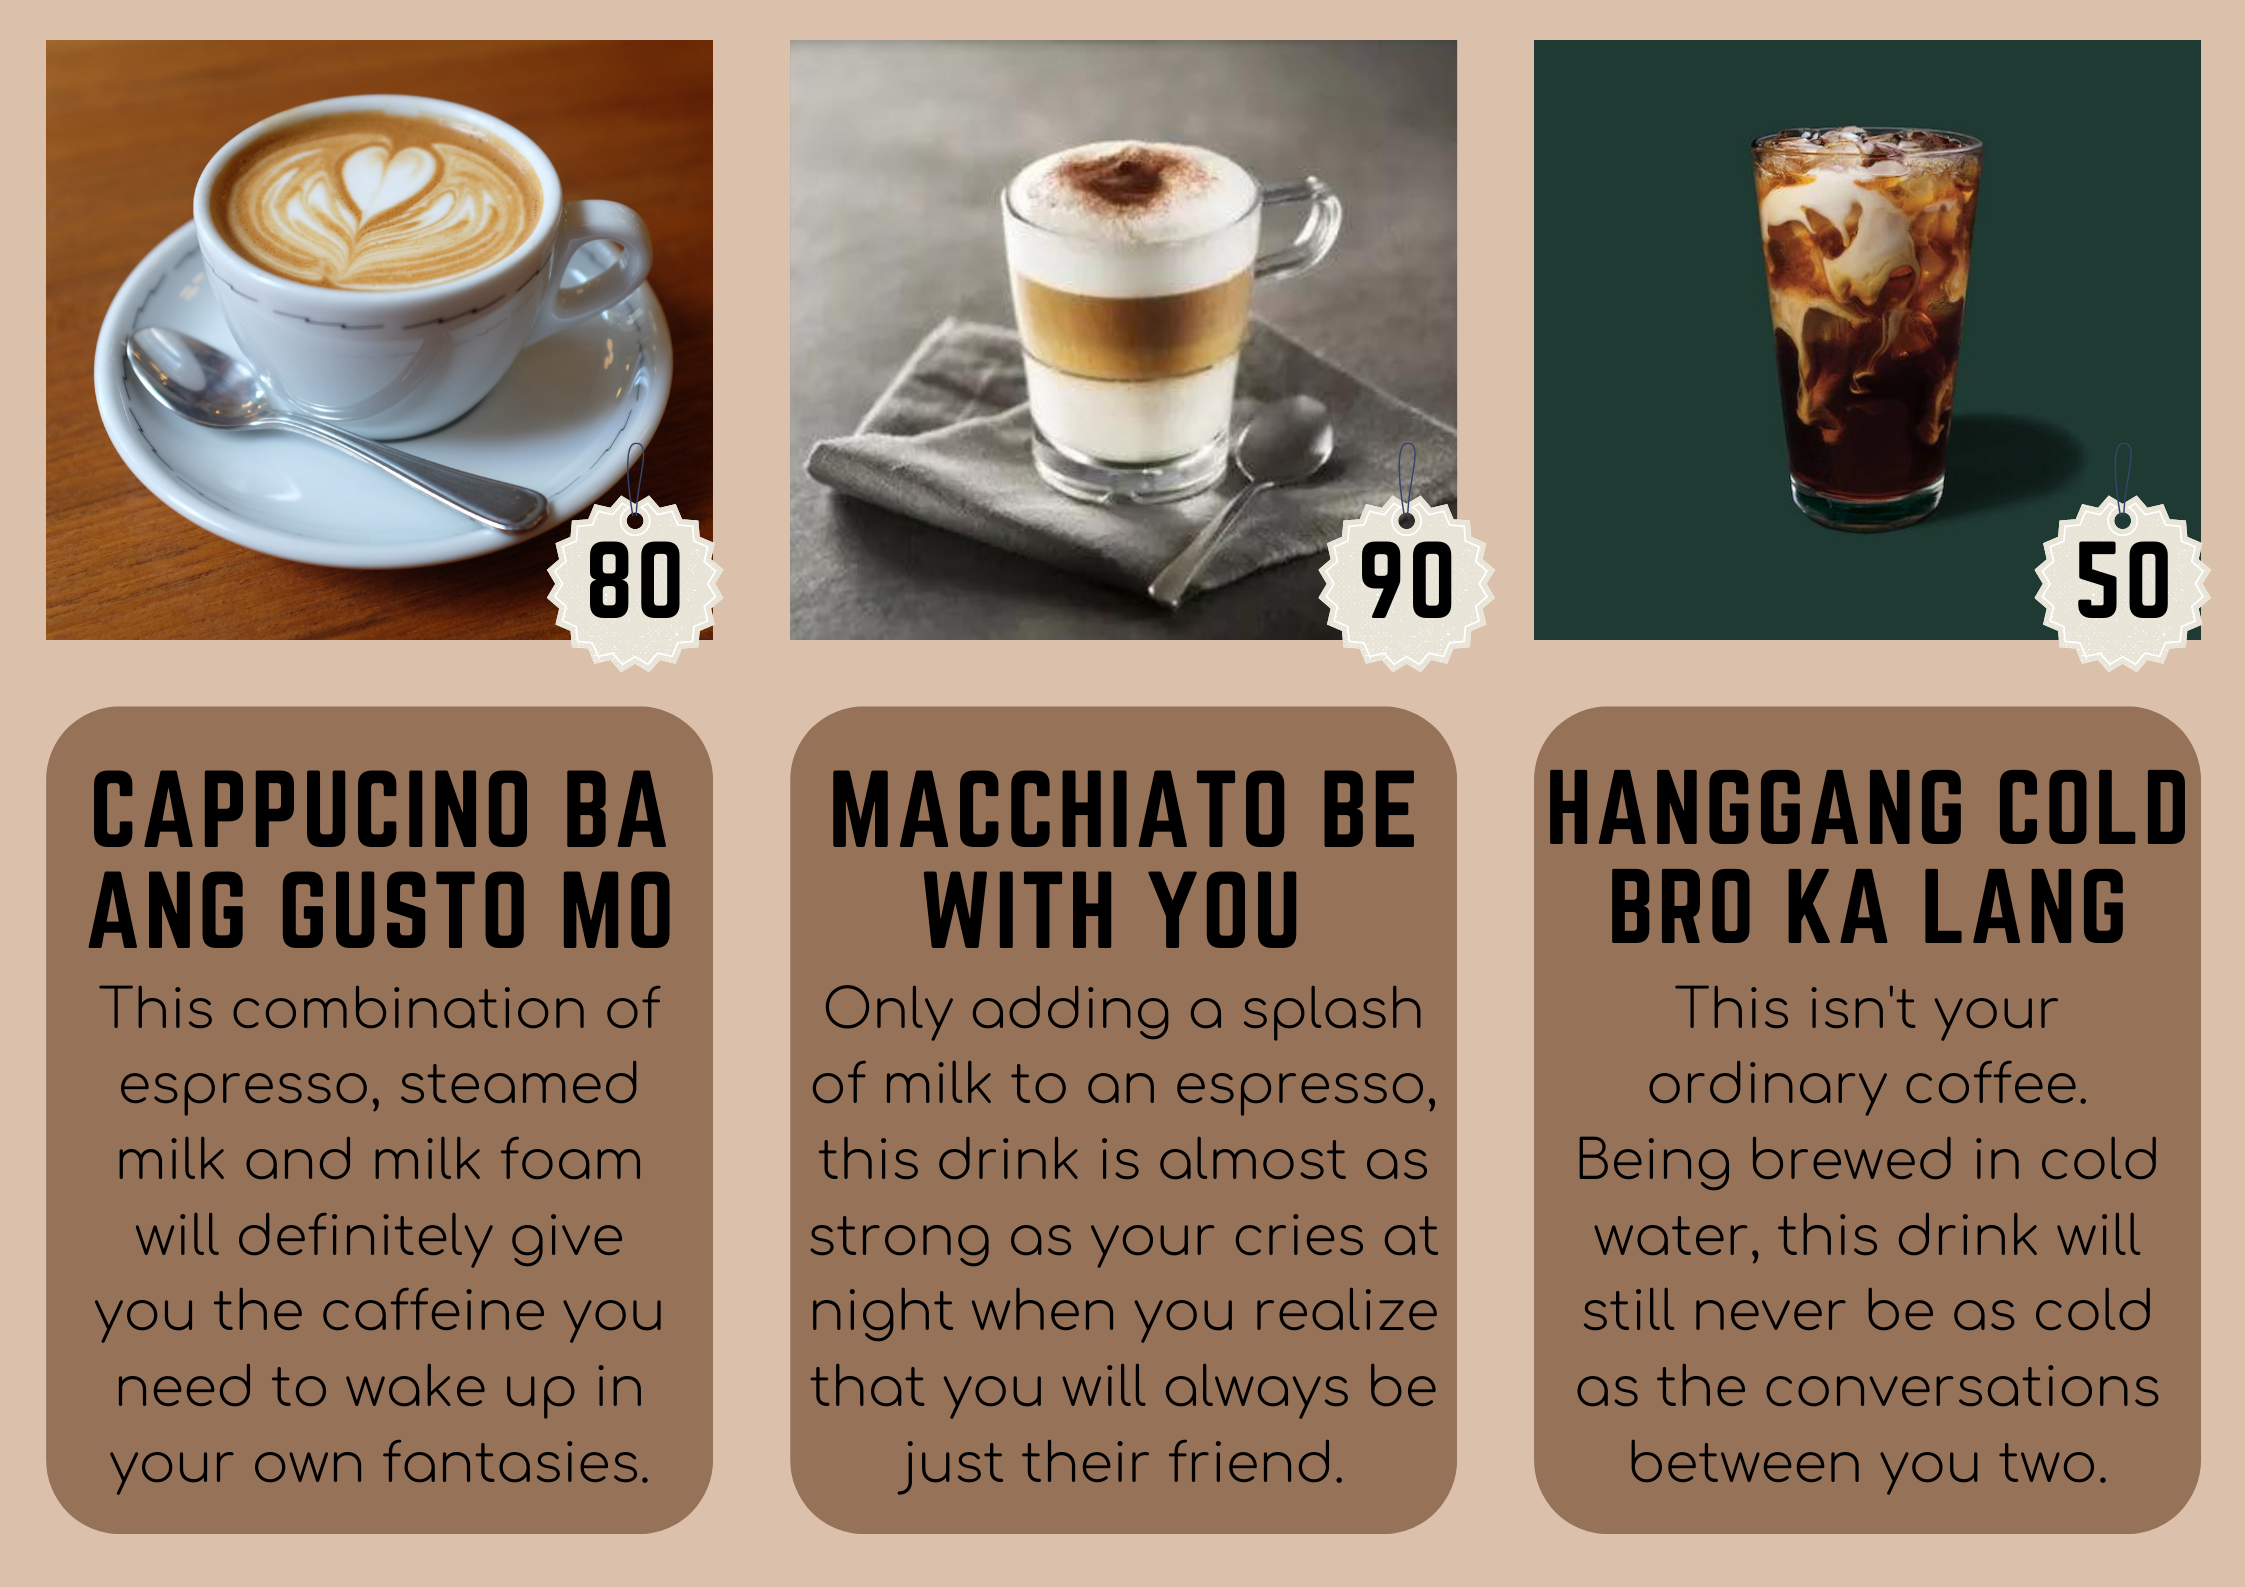 80
90
50
CAPPUCINO BA
ANG GUSTO MO
This combination of
espresso, steamed
milk and milk foam
will definitely give
you the caffeine you
need to wake up in
your own fantasies.
MACCHIATO BE
WITH YOU
Only adding a splash
of milk to an espresso,
this drink is almost as
strong as your cries at
night when you realize
that you will always be
just their friend.
HANGGANG COLD
BRO KA LANG
This isn't your
ordinary coffee.
Being brewed in cold
water, this drink will
still never be as cold
as the conversations
between you two.